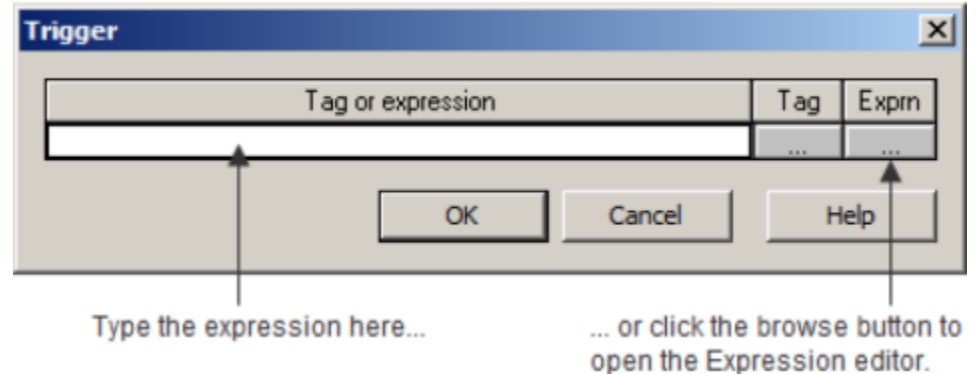 Trigger
Tag or expression Tag Exprn
... ...
OK Cancel Help
Type the expression here...
... or click the browse button to
open the Expression editor.